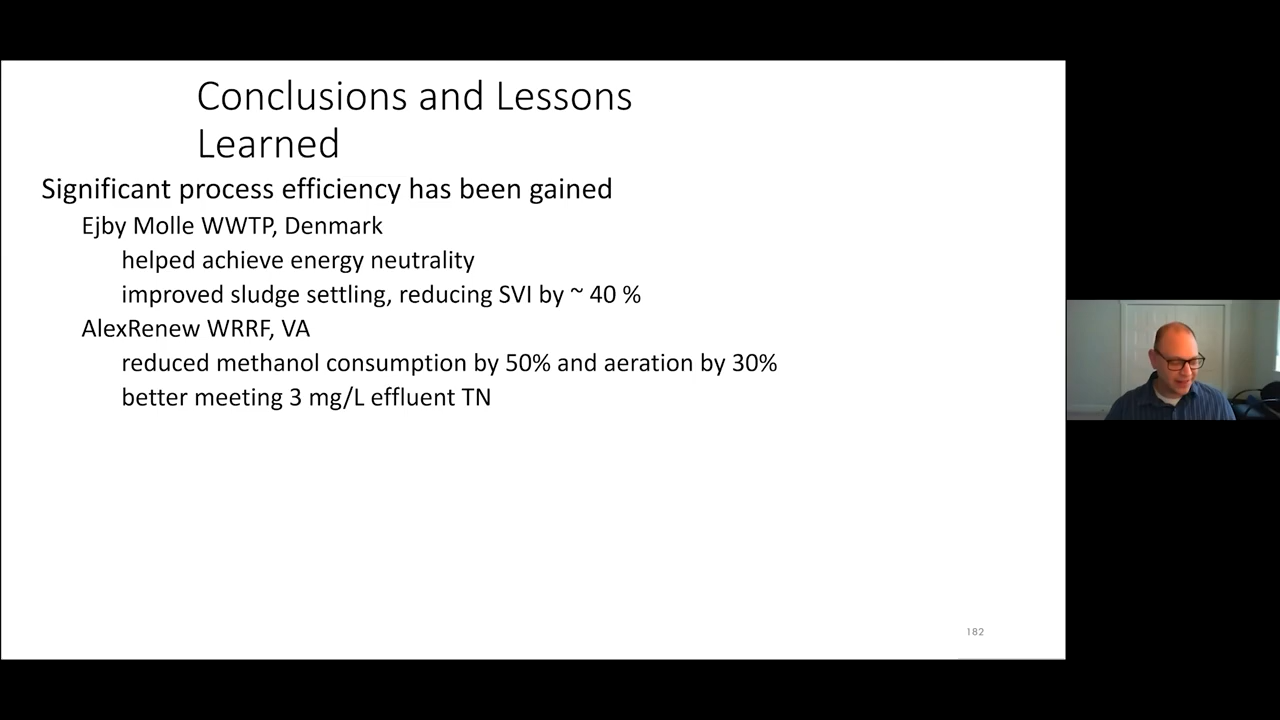 Conclusions and Lessons
Learned
Significant process efficiency has been gained
Ejby Molle WWTP, Denmark
helped achieve energy neutrality
improved sludge settling, reducing SVI by ~ 40 %
AlexRenew WRRF, VA
reduced methanol consumption by 50% and aeration by 30%
better meeting 3 mg/L effluent TN
182